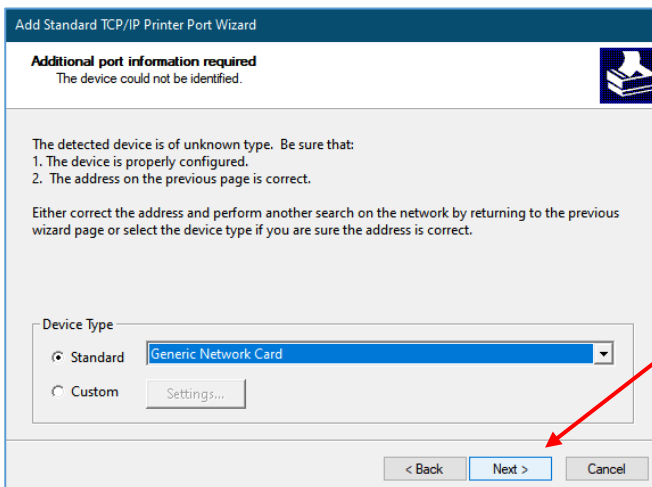 Add Standard TCP/IP Printer Port Wizard
Additional port information required
The device could not be identified.
The detected device is of unknown type. Be sure that:
1. The device is properly configured.
2. The address on the previous page is correct.
Either correct the address and perform another search on the network by returning to the previous
wizard page or select the device type if you are sure the address is correct.
Device Type
Standard
Generic Network Card
Custom
Settings...
< Back
Next >
Cancel